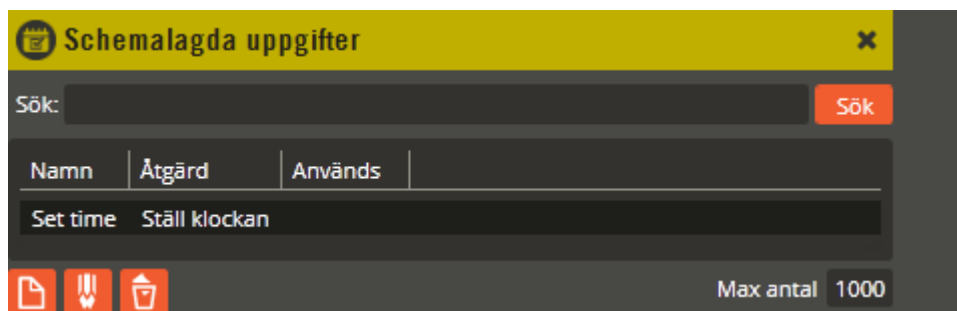 Schemalagda uppgifter
Sök: Sök
Namn Åtgärd Används
Set time Ställ klockan
Max antal 1000